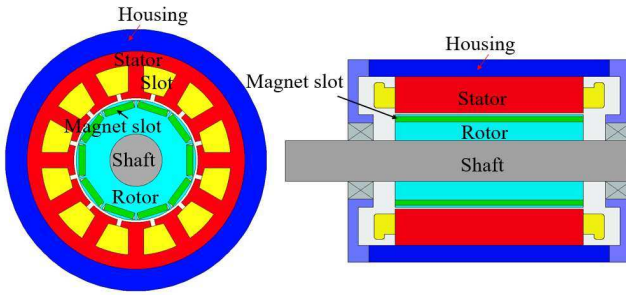 Housing
Stator
Slot
Magnet slot
Shaft
Rotor
Housing
Magnet slot
Stator
Rotor
Shaft